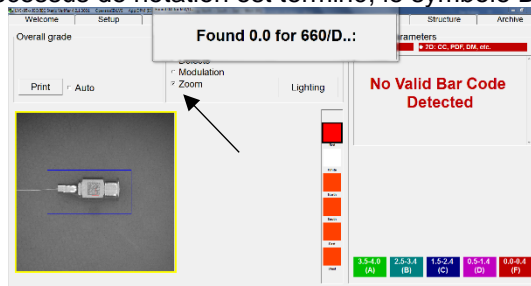 Welcome
Setup
Structure
Archive
Overall grade
Found 0.0 for 660/D..:
2D: CC, PDF, DM, etc.
Modulation
Zoom
Print
Auto
Lighting
No Valid Bar Code
Detected
3.5-4.0
(A)
2.5-3.4
(B)
1.5-2.4
(C)
0.5-1.4
(D)
0.0-0.4
(F)